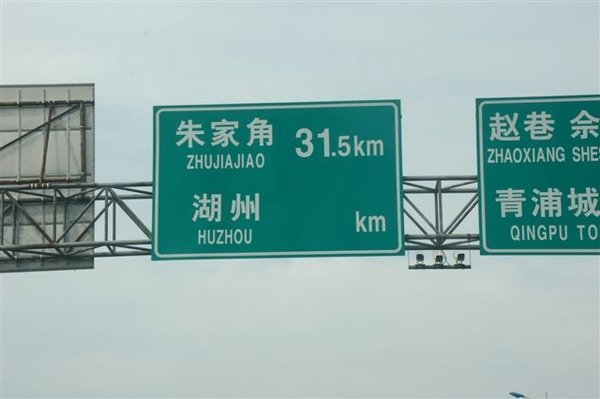 朱家角 31.5km
ZHUJIAJIAO
湖州 km
HUZHOU
赵巷 佘
ZHAOXIANG SHES
青浦城
QINGPU TO